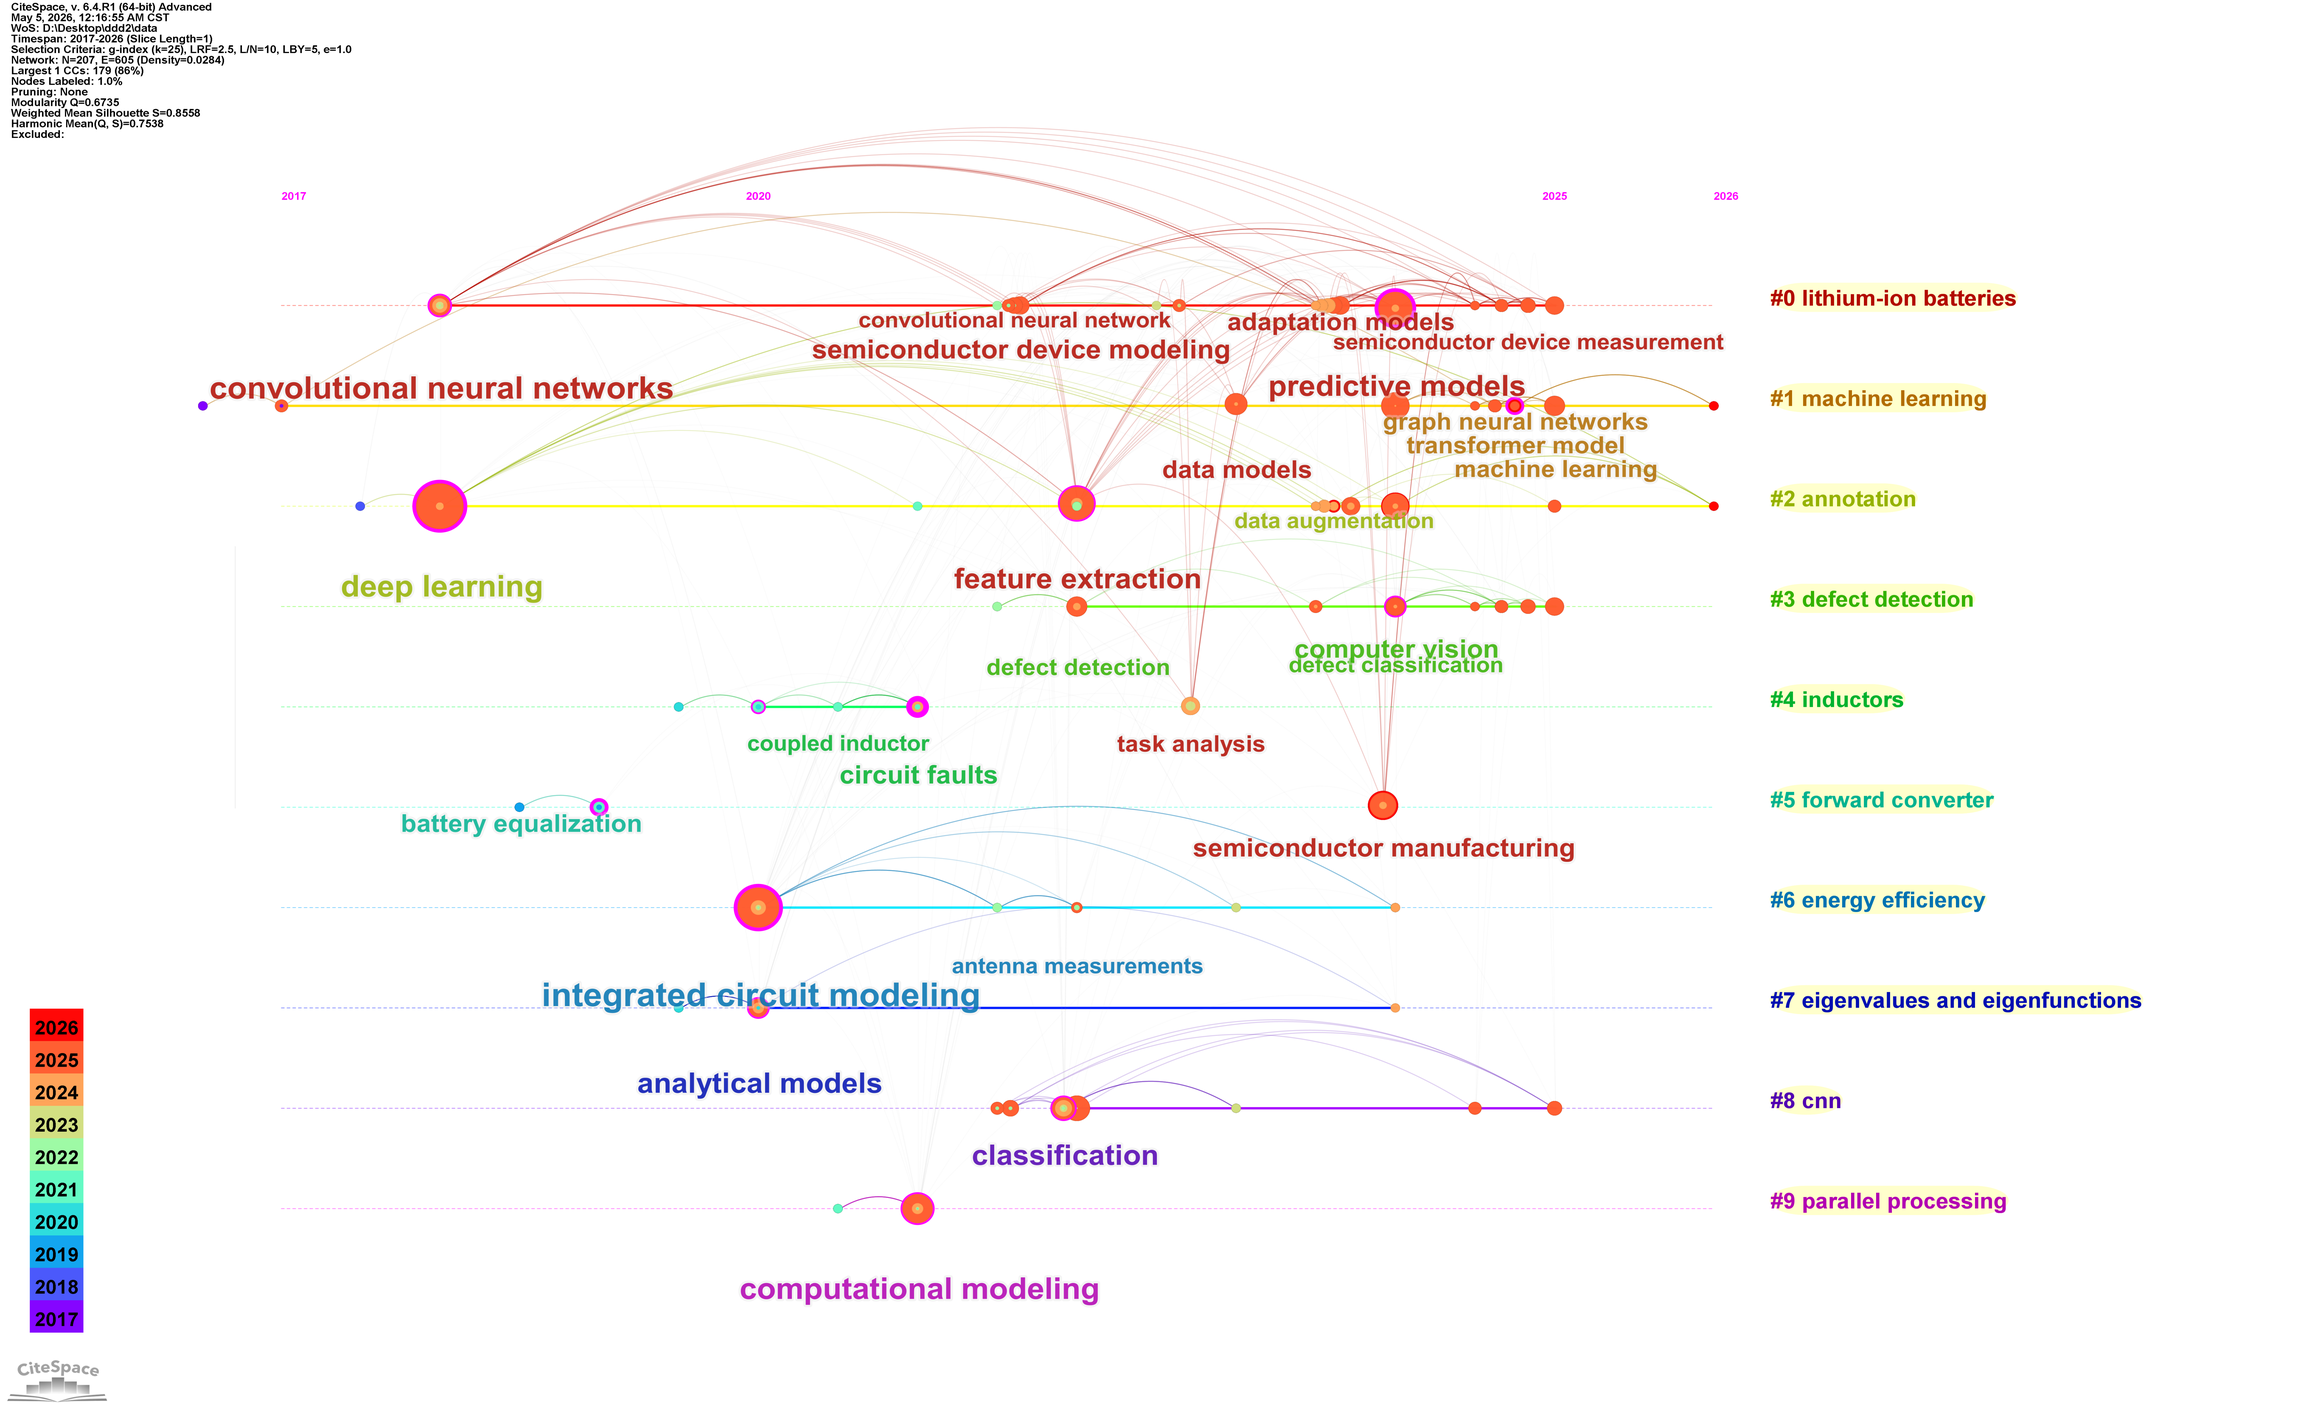 CiteSpace, v. 6.4.R1 (64-bit) Advanced
May 5, 2026, 12:16:55 AM CST
WoS: D:\Desktop\ddd2\data
Timespan: 2017-2026 (Slice Length=1)
Selection Criteria: g-index (k=25), LRF=2.5, L/N=10, LBY=5, e=1.0
Network: N=207, E=605 (Density=0.0284)
Largest 1 CCs: 179 (86%)
Nodes Labeled: 1.0%
Pruning: None
Modularity Q=0.6735
Weighted Mean Silhouette S=0.8558
Harmonic Mean(Q, S)=0.7538
Excluded:
2017 2020 2025 2026
#0 lithium-ion batteries
convolutional neural network
adaptation models
semiconductor device modeling
semiconductor device measurement
convolutional neural networks
predictive models
#1 machine learning
graph neural networks
transformer model
data models
machine learning
#2 annotation
data augmentation
deep learning
feature extraction
#3 defect detection
computer vision
defect detection
defect classification
#4 inductors
coupled inductor
task analysis
circuit faults
#5 forward converter
battery equalization
semiconductor manufacturing
#6 energy efficiency
antenna measurements
integrated circuit modeling
#7 eigenvalues and eigenfunctions
analytical models
#8 cnn
classification
#9 parallel processing
computational modeling
2026
2025
2024
2023
2022
2021
2020
2019
2018
2017
CiteSpace